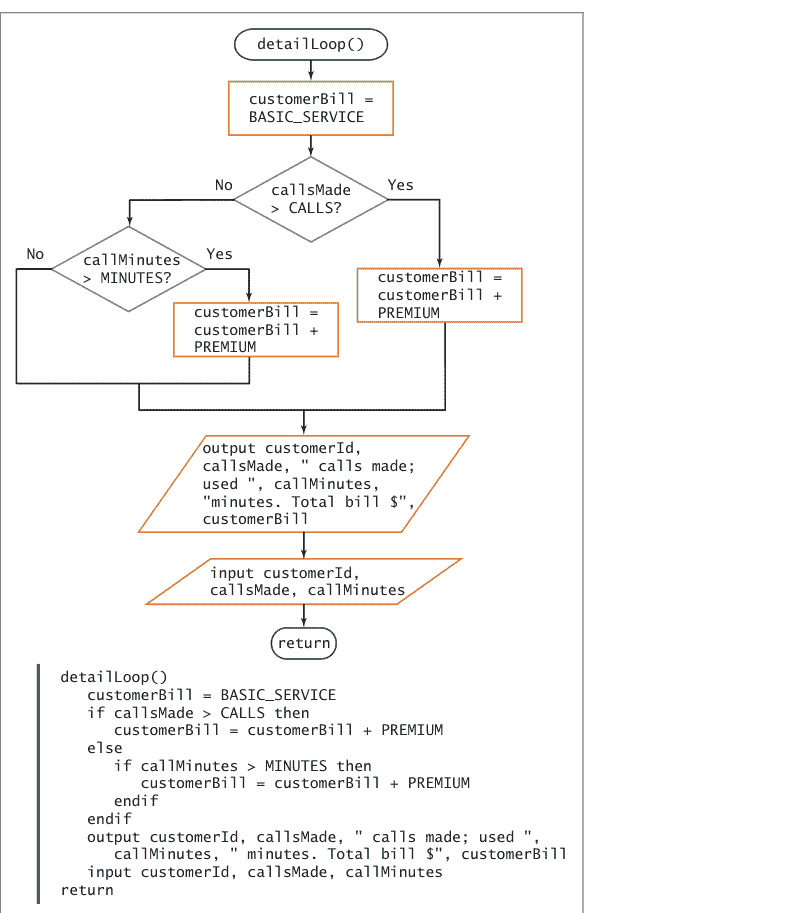 detailLoop()
customerBill =
BASIC_SERVICE
No
callsMade
> CALLS?
Yes
No
callMinutes
> MINUTES?
Yes
customerBill =
customerBill +
PREMIUM
customerBill =
customerBill +
PREMIUM
output customerId,
callsMade, " calls made;
used ", callMinutes,
"minutes. Total bill $",
customerBill
input customerId,
callsMade, callMinutes
return
detailLoop()
customerBill = BASIC_SERVICE
if callsMade > CALLS then
customerBill = customerBill + PREMIUM
else
if callMinutes > MINUTES then
customerBill = customerBill + PREMIUM
endif
endif
output customerId, callsMade, " calls made; used ",
callMinutes, " minutes. Total bill $", customerBill
input customerId, callsMade, callMinutes
return